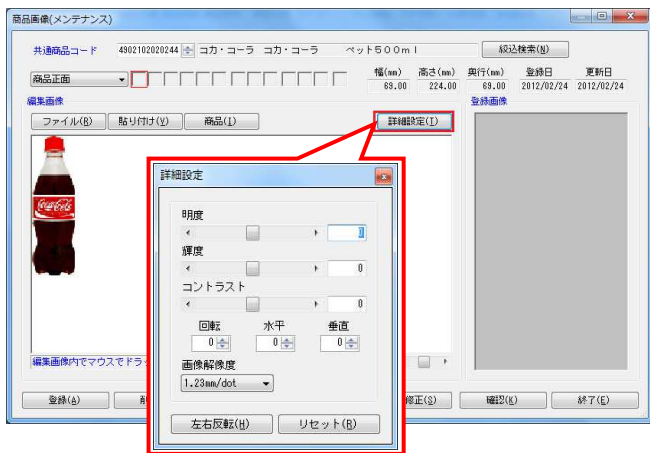 商品画像(メンテナンス)
共通商品コード 4902102020244 コカ・コーラ コカ・コーラ ペット500ml 絞込検索(N)
幅(mm) 高さ(mm) 奥行(mm) 登録日 更新日
商品正面 69.00 224.00 69.00 2012/02/24 2012/02/24
編集画像 登録画像
ファイル(B) 貼り付け(V) 商品(I) 詳細設定(T)
Coca-Cola
詳細設定
明度
0
輝度
0
コントラスト
0
回転 水平 垂直
0 0 0
画像解像度
1.23mm/dot
左右反転(H) リセット(R)
編集画像内でマウスでドラッ
登録(A) 修正(S) 確認(K) 終了(E)